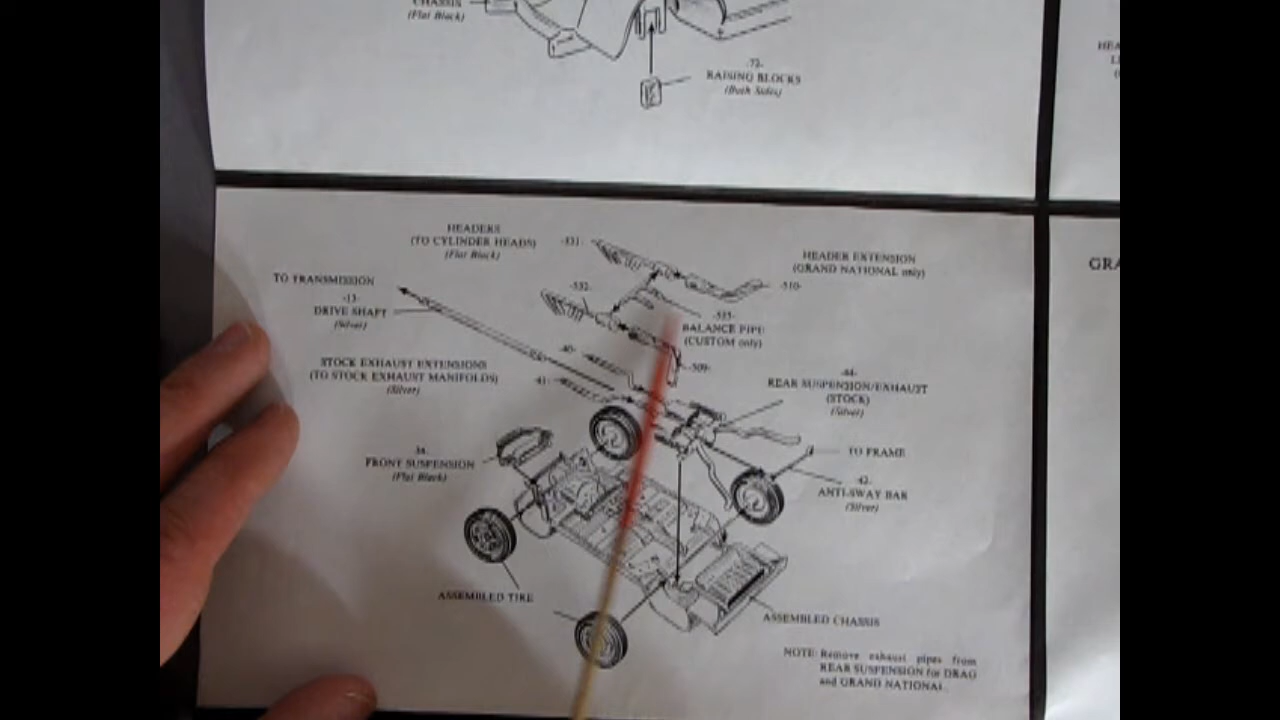 CHASSIS
(Flat Black)
-72-
RAISING BLOCKS
(Both Sides)
HEADERS
(TO CYLINDER HEADS)
(Flat Black)
-531-
HEADER EXTENSION
(GRAND NATIONAL only)
-510-
TO TRANSMISSION
-13-
DRIVE SHAFT
(Silver)
-532-
-535-
BALANCE PIPE
(CUSTOM only)
-509-
STOCK EXHAUST EXTENSIONS
(TO STOCK EXHAUST MANIFOLDS)
(Silver)
-40-
-41-
-44-
REAR SUSPENSION/EXHAUST
(STOCK)
(Silver)
FRONT SUSPENSION
(Flat Black)
TO FRAME
-42-
ANTI-SWAY BAR
(Silver)
ASSEMBLED TIRE
ASSEMBLED CHASSIS
NOTE: Remove exhaust pipes from
REAR SUSPENSION for DRAG
and GRAND NATIONAL.